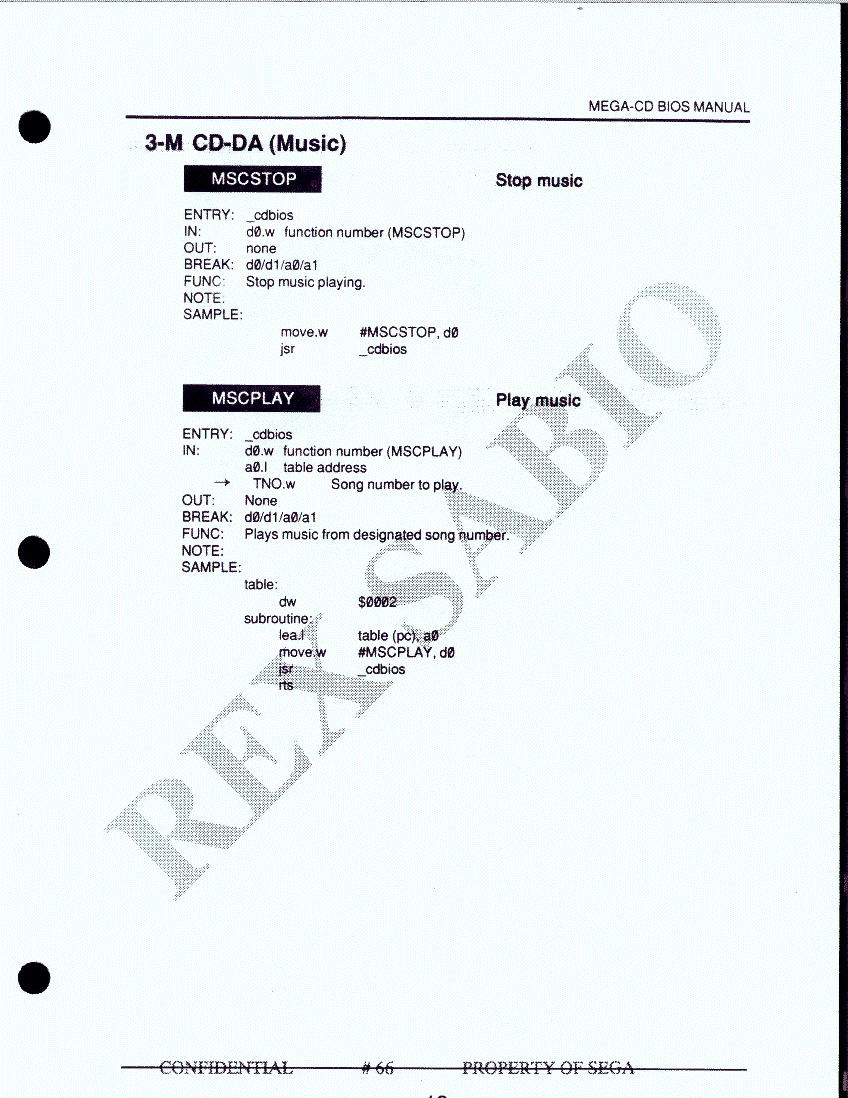 MEGA-CD BIOS MANUAL
3-M CD-DA (Music)
MSCSTOP Stop music
ENTRY: _cdbios
IN: d0.w function number (MSCSTOP)
OUT: none
BREAK: d0/d1/a0/a1
FUNC: Stop music playing.
NOTE:
SAMPLE:
move.w #MSCSTOP, d0
jsr _cdbios
MSCPLAY Play music
ENTRY: _cdbios
IN: d0.w function number (MSCPLAY)
a0.l table address
→ TNO.w Song number to play.
OUT: None
BREAK: d0/d1/a0/a1
FUNC: Plays music from designated song number.
NOTE:
SAMPLE:
table:
dw $0002
subroutine:
lea.l table (pc), a0
move.w #MSCPLAY, d0
jsr _cdbios
rts
REX SABIO
CONFIDENTIAL # 66 PROPERTY OF SEGA